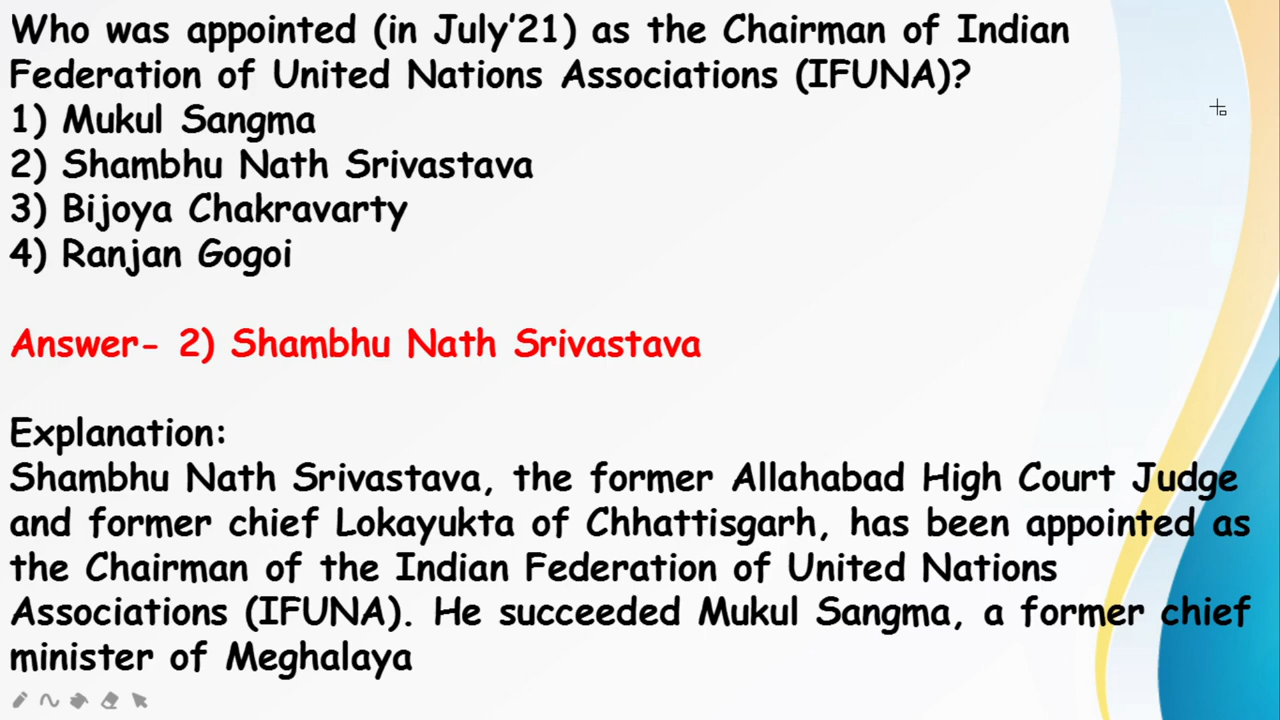 Who was appointed (in July'21) as the Chairman of Indian
Federation of United Nations Associations (IFUNA)?
1) Mukul Sangma
2) Shambhu Nath Srivastava
3) Bijoya Chakravarty
4) Ranjan Gogoi
Answer- 2) Shambhu Nath Srivastava
Explanation:
Shambhu Nath Srivastava, the former Allahabad High Court Judge
and former chief Lokayukta of Chhattisgarh, has been appointed as
the Chairman of the Indian Federation of United Nations
Associations (IFUNA). He succeeded Mukul Sangma, a former chief
minister of Meghalaya